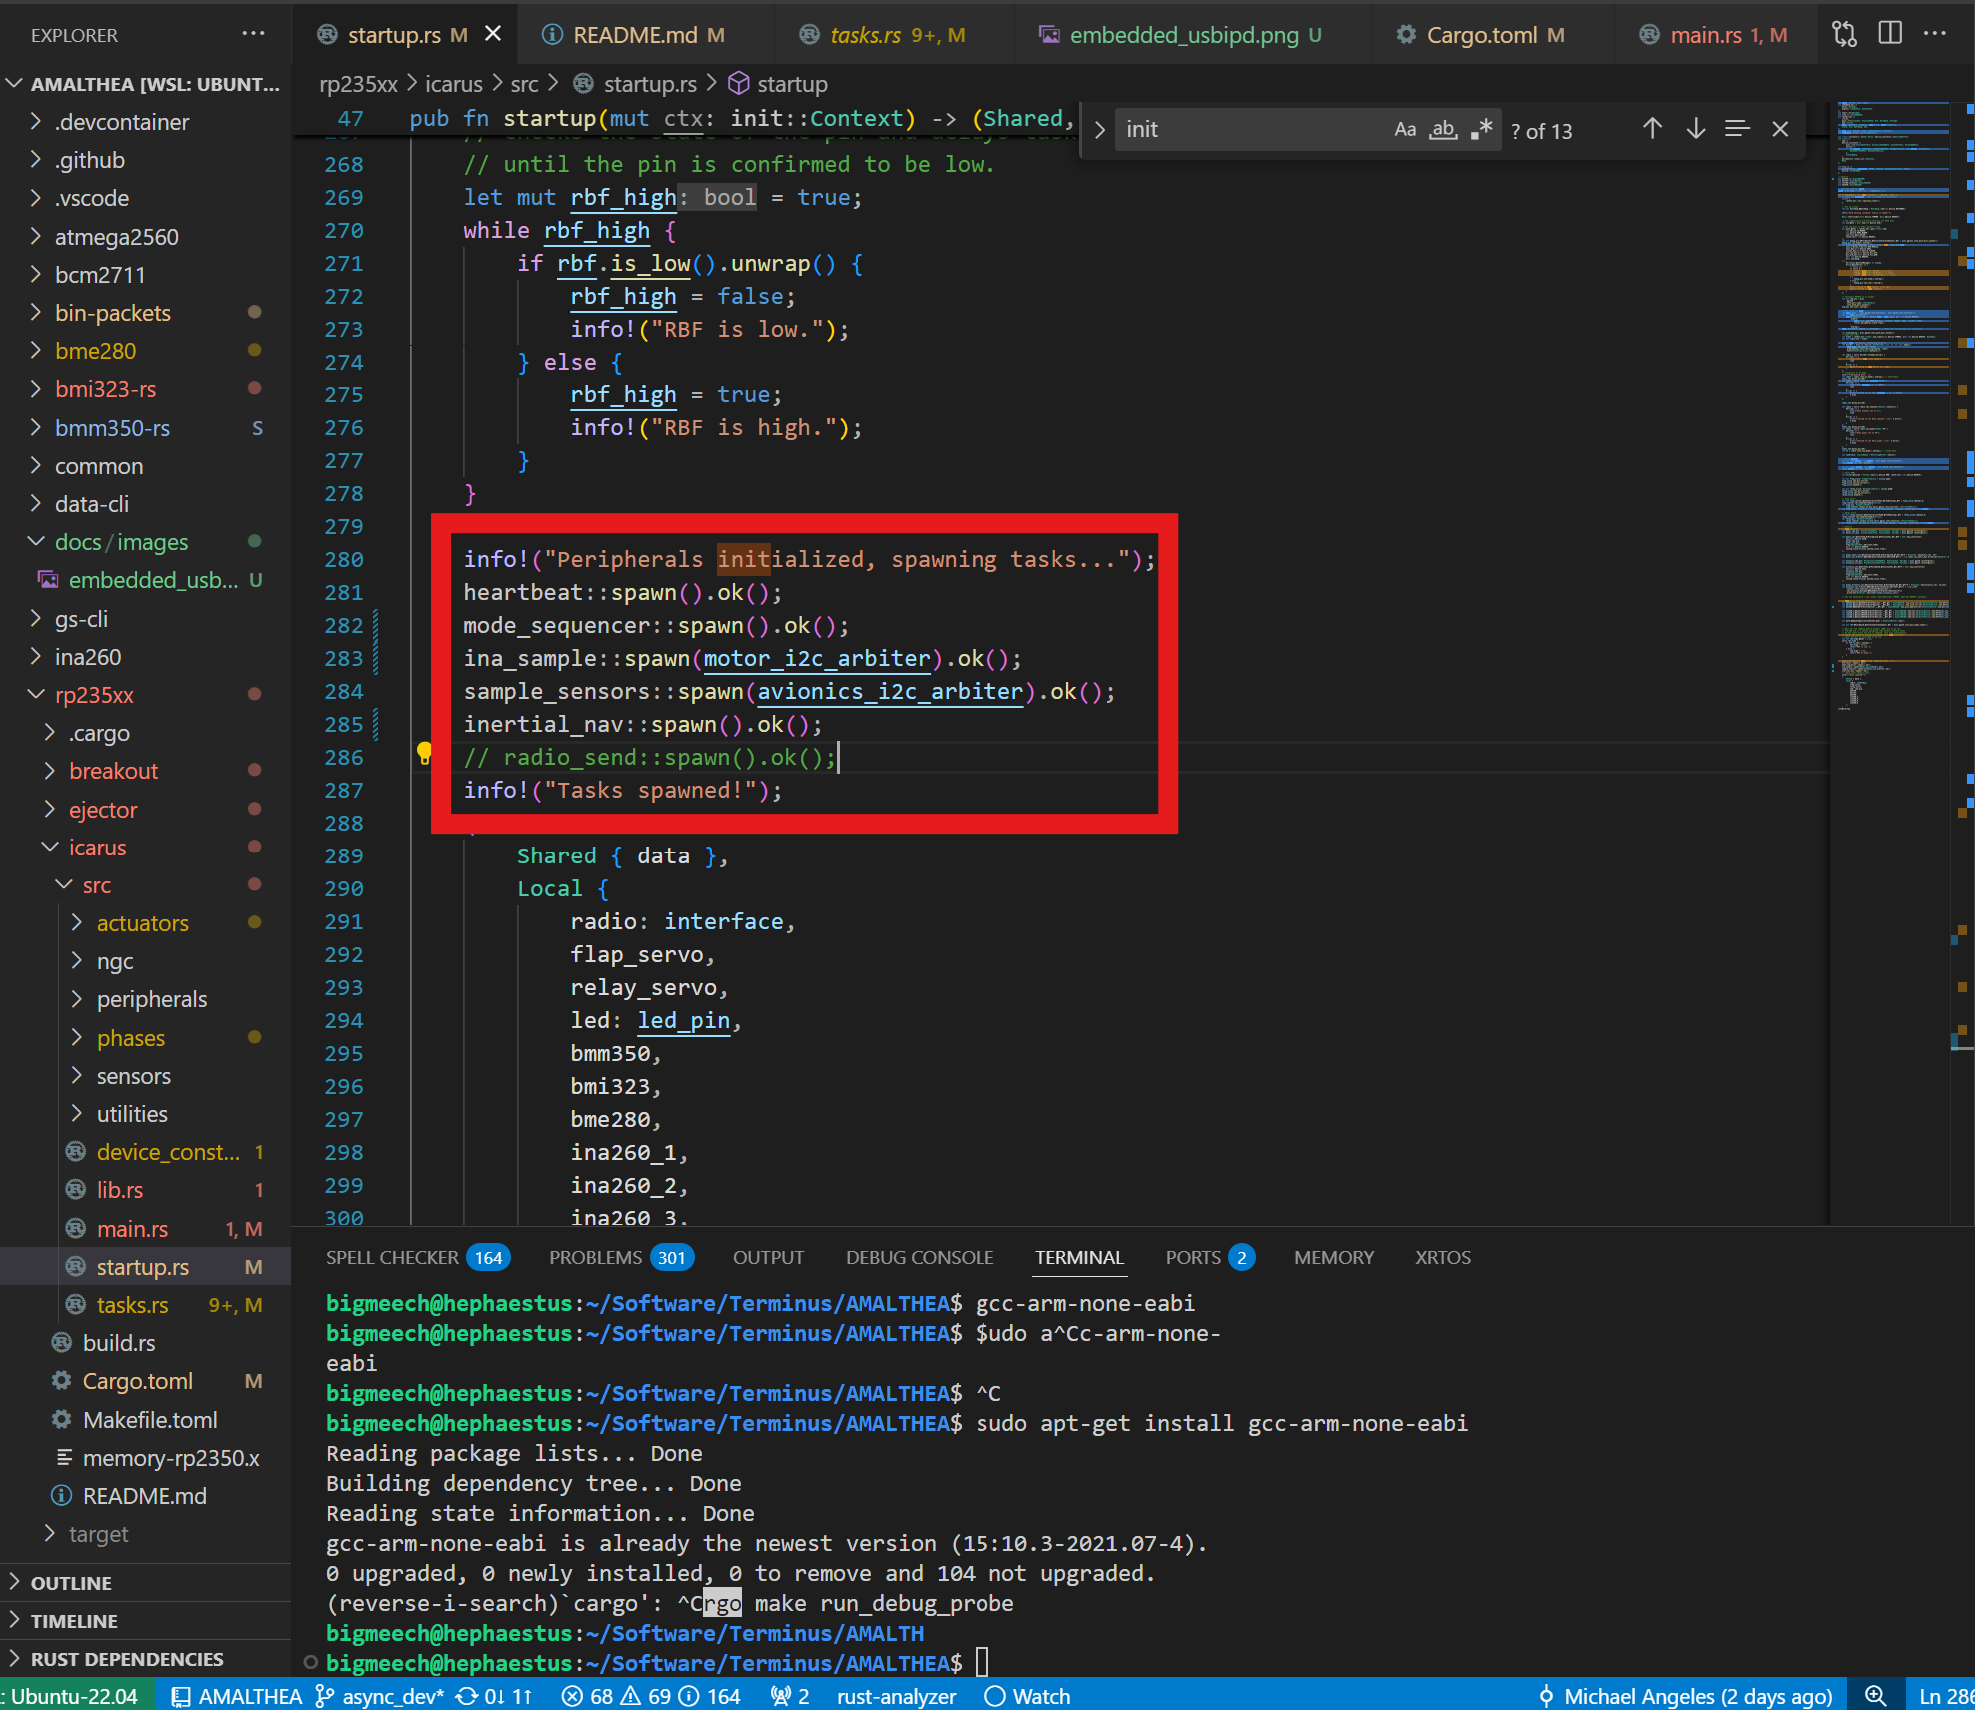 EXPLORER ...
startup.rs M
README.md M
tasks.rs 9+, M
embedded_usbipd.png U
Cargo.toml M
main.rs 1, M
AMALTHEA [WSL: UBUNT...
.devcontainer
.github
.vscode
atmega2560
bcm2711
bin-packets
bme280
bmi323-rs
bmm350-rs S
common
data-cli
docs/images
embedded_usb... U
gs-cli
ina260
rp235xx
.cargo
breakout
ejector
icarus
src
actuators
ngc
peripherals
phases
sensors
utilities
device_const... 1
lib.rs 1
main.rs 1, M
startup.rs M
tasks.rs 9+, M
build.rs
Cargo.toml M
Makefile.toml
memory-rp2350.x
README.md
target
OUTLINE
TIMELINE
RUST DEPENDENCIES
rp235xx > icarus > src > startup.rs > startup
47 pub fn startup(mut ctx: init::Context) -> (Shared,
init Aa ab .* ? of 13
268 // until the pin is confirmed to be low.
269 let mut rbf_high: bool = true;
270 while rbf_high {
271 if rbf.is_low().unwrap() {
272 rbf_high = false;
273 info!("RBF is low.");
274 } else {
275 rbf_high = true;
276 info!("RBF is high.");
277 }
278 }
279
280 info!("Peripherals initialized, spawning tasks...");
281 heartbeat::spawn().ok();
282 mode_sequencer::spawn().ok();
283 ina_sample::spawn(motor_i2c_arbiter).ok();
284 sample_sensors::spawn(avionics_i2c_arbiter).ok();
285 inertial_nav::spawn().ok();
286 // radio_send::spawn().ok();
287 info!("Tasks spawned!");
288
289 Shared { data },
290 Local {
291 radio: interface,
292 flap_servo,
293 relay_servo,
294 led: led_pin,
295 bmm350,
296 bmi323,
297 bme280,
298 ina260_1,
299 ina260_2,
300 ina260_3,
SPELL CHECKER 164 PROBLEMS 301 OUTPUT DEBUG CONSOLE TERMINAL PORTS 2 MEMORY XRTOS
bigmeech@hephaestus:~/Software/Terminus/AMALTHEA$ gcc-arm-none-eabi
bigmeech@hephaestus:~/Software/Terminus/AMALTHEA$ $udo a^Cc-arm-none-
eabi
bigmeech@hephaestus:~/Software/Terminus/AMALTHEA$ ^C
bigmeech@hephaestus:~/Software/Terminus/AMALTHEA$ sudo apt-get install gcc-arm-none-eabi
Reading package lists... Done
Building dependency tree... Done
Reading state information... Done
gcc-arm-none-eabi is already the newest version (15:10.3-2021.07-4).
0 upgraded, 0 newly installed, 0 to remove and 104 not upgraded.
(reverse-i-search)`cargo': ^Crgo make run_debug_probe
bigmeech@hephaestus:~/Software/Terminus/AMALTH
bigmeech@hephaestus:~/Software/Terminus/AMALTHEA$
: Ubuntu-22.04 AMALTHEA async_dev* 0↓ 1↑ 68 69 164 2 rust-analyzer Watch Michael Angeles (2 days ago) Ln 286